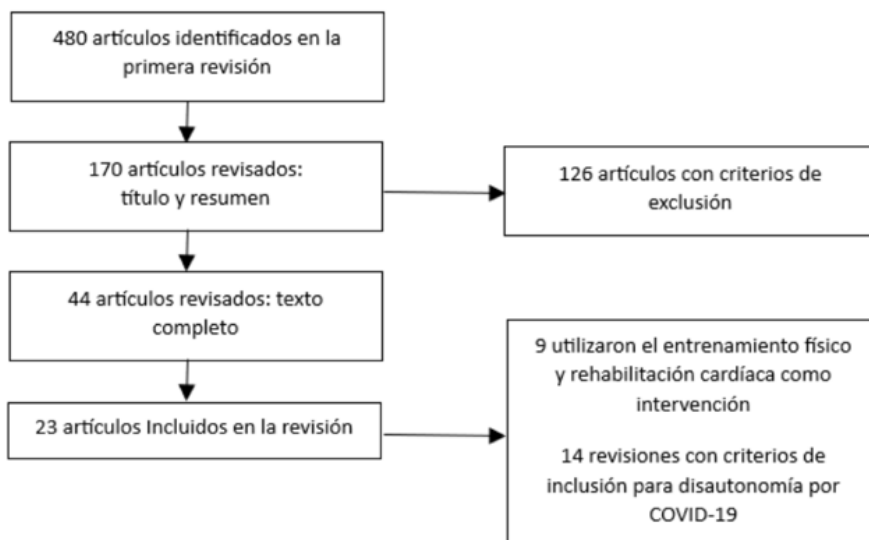 480 artículos identificados en la
primera revisión
170 artículos revisados:
título y resumen
126 artículos con criterios de
exclusión
44 artículos revisados: texto
completo
23 artículos Incluidos en la revisión
9 utilizaron el entrenamiento físico
y rehabilitación cardíaca como
intervención
14 revisiones con criterios de
inclusión para disautonomía por
COVID-19